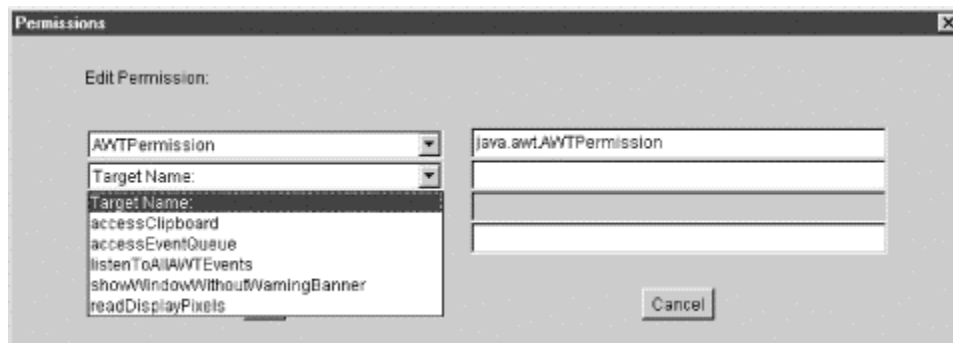 Permissions
Edit Permission:
AWTPermission
java.awt.AWTPermission
Target Name:
Target Name:
accessClipboard
accessEventQueue
listenToAllAWTEvents
showWindowWithoutWarningBanner
readDisplayPixels
Cancel